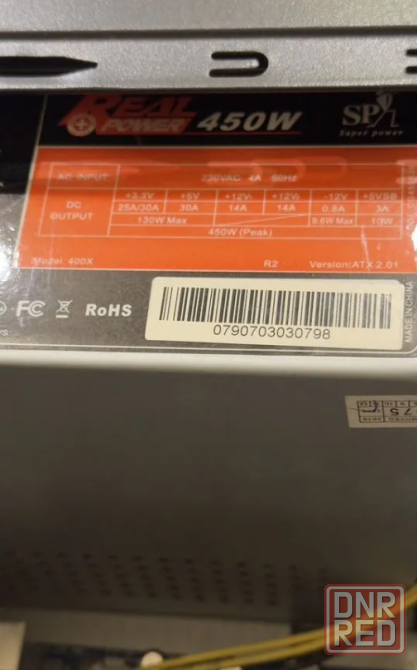 REAL
POWER 450W
SP
Super power
AC INPUT 230VAC 4A 50Hz
DC OUTPUT +3.3V +5V +12V₁ +12V₂ -12V +5VSB
25A/30A 30A 14A 14A 0.8A 3A
130W Max 9.6W Max 10W
450W (Peak)
Model: 400X R2 Version:ATX 2.01
FC RoHS
MADE IN CHINA
0790703030798
DNR
RED